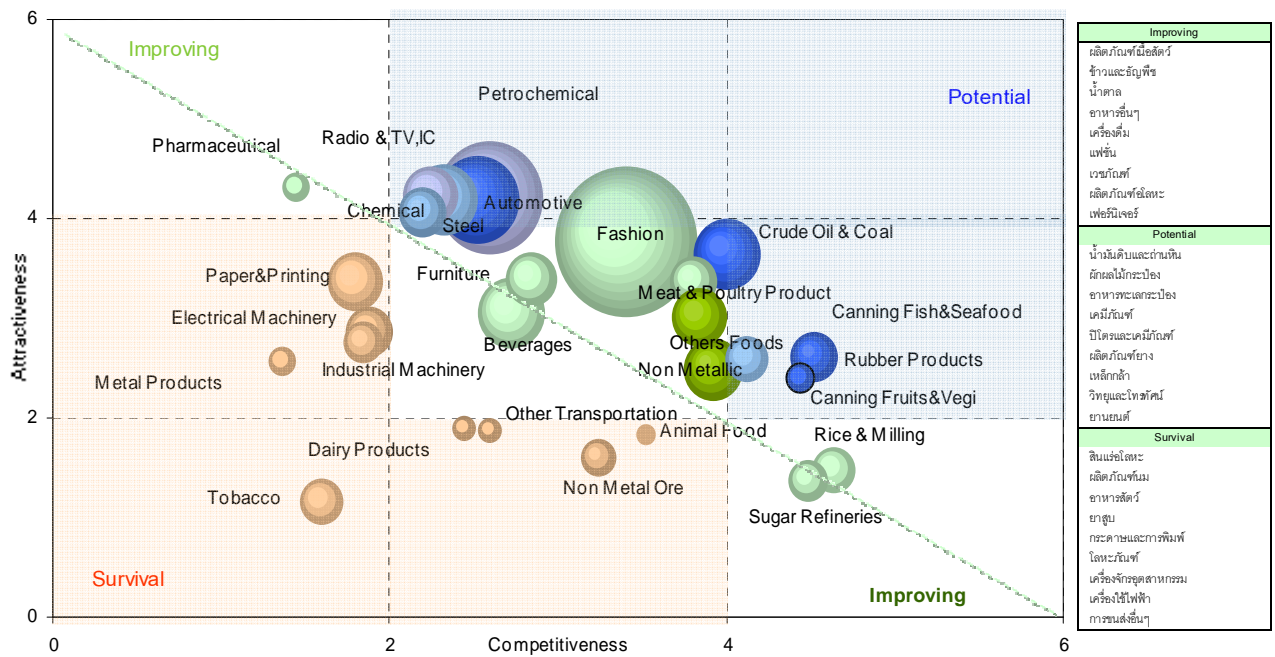 6
Improving
Petrochemical
Potential
Radio & TV,IC
Pharmaceutical
Chemical
Automotive
4
Steel
Fashion
Crude Oil & Coal
Paper&Printing
Furniture
Meat & Poultry Product
Canning Fish&Seafood
Electrical Machinery
Beverages
Others Foods
Rubber Products
Metal Products
Industrial Machinery
Non Metallic
Canning Fruits&Vegi
2
Other Transportation
Animal Food
Rice & Milling
Dairy Products
Non Metal Ore
Tobacco
Sugar Refineries
Survival
Improving
0
Attractiveness
0
2
Competitiveness
4
6
Improving
ผลิตภัณฑ์เนื้อสัตว์
ข้าวและธัญพืช
น้ำตาล
อาหารอื่นๆ
เครื่องดื่ม
แฟชั่น
เวชภัณฑ์
ผลิตภัณฑ์อโลหะ
เฟอร์นิเจอร์
Potential
น้ำมันดิบและถ่านหิน
ผักผลไม้กระป๋อง
อาหารทะเลกระป๋อง
เคมีภัณฑ์
ปิโตรและเคมีภัณฑ์
ผลิตภัณฑ์ยาง
เหล็กกล้า
วิทยุและโทรทัศน์
ยานยนต์
Survival
สินแร่อโลหะ
ผลิตภัณฑ์นม
อาหารสัตว์
ยาสูบ
กระดาษและการพิมพ์
โลหะภัณฑ์
เครื่องจักรอุตสาหกรรม
เครื่องใช้ไฟฟ้า
การขนส่งอื่นๆ